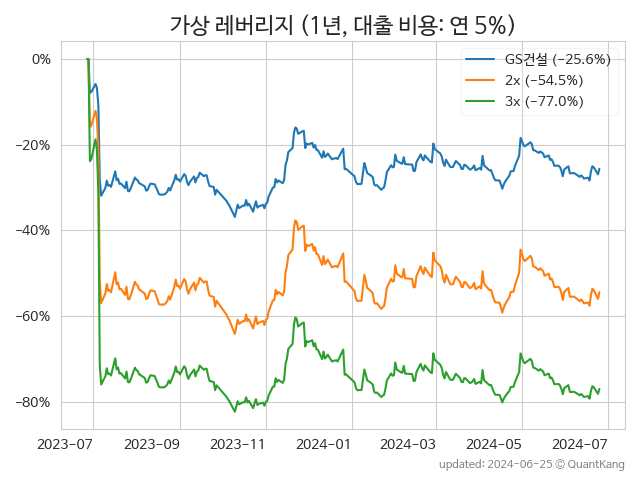 가상 레버리지 (1년, 대출 비용: 연 5%)
GS건설 (−25.6%)
2x (−54.5%)
3x (−77.0%)
0%
−20%
−40%
−60%
−80%
2023-07 2023-09 2023-11 2024-01 2024-03 2024-05 2024-07
updated: 2024-06-25 © QuantKang